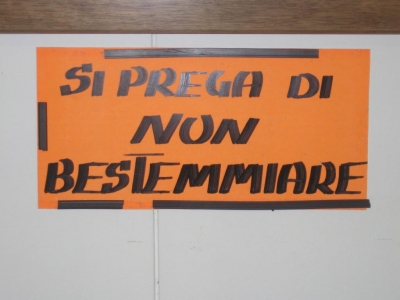 SI PREGA DI
NON
BESTEMMIARE